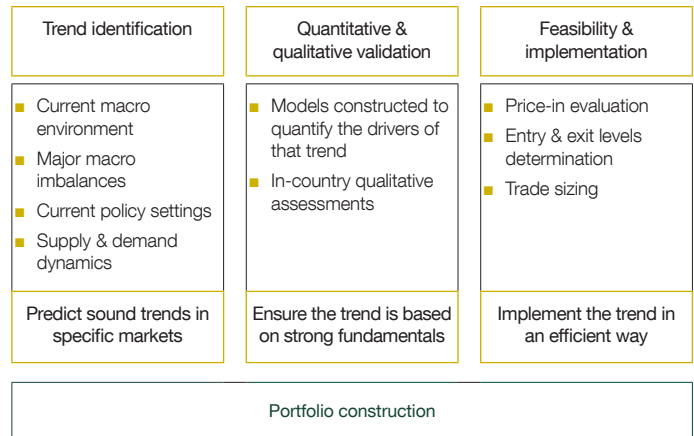 Trend identification
Current macro
environment
Major macro
imbalances
Current policy settings
Supply & demand
dynamics
Predict sound trends in
specific markets
Quantitative &
qualitative validation
Models constructed to
quantify the drivers of
that trend
In-country qualitative
assessments
Ensure the trend is based
on strong fundamentals
Feasibility &
implementation
Price-in evaluation
Entry & exit levels
determination
Trade sizing
Implement the trend in
an efficient way
Portfolio construction